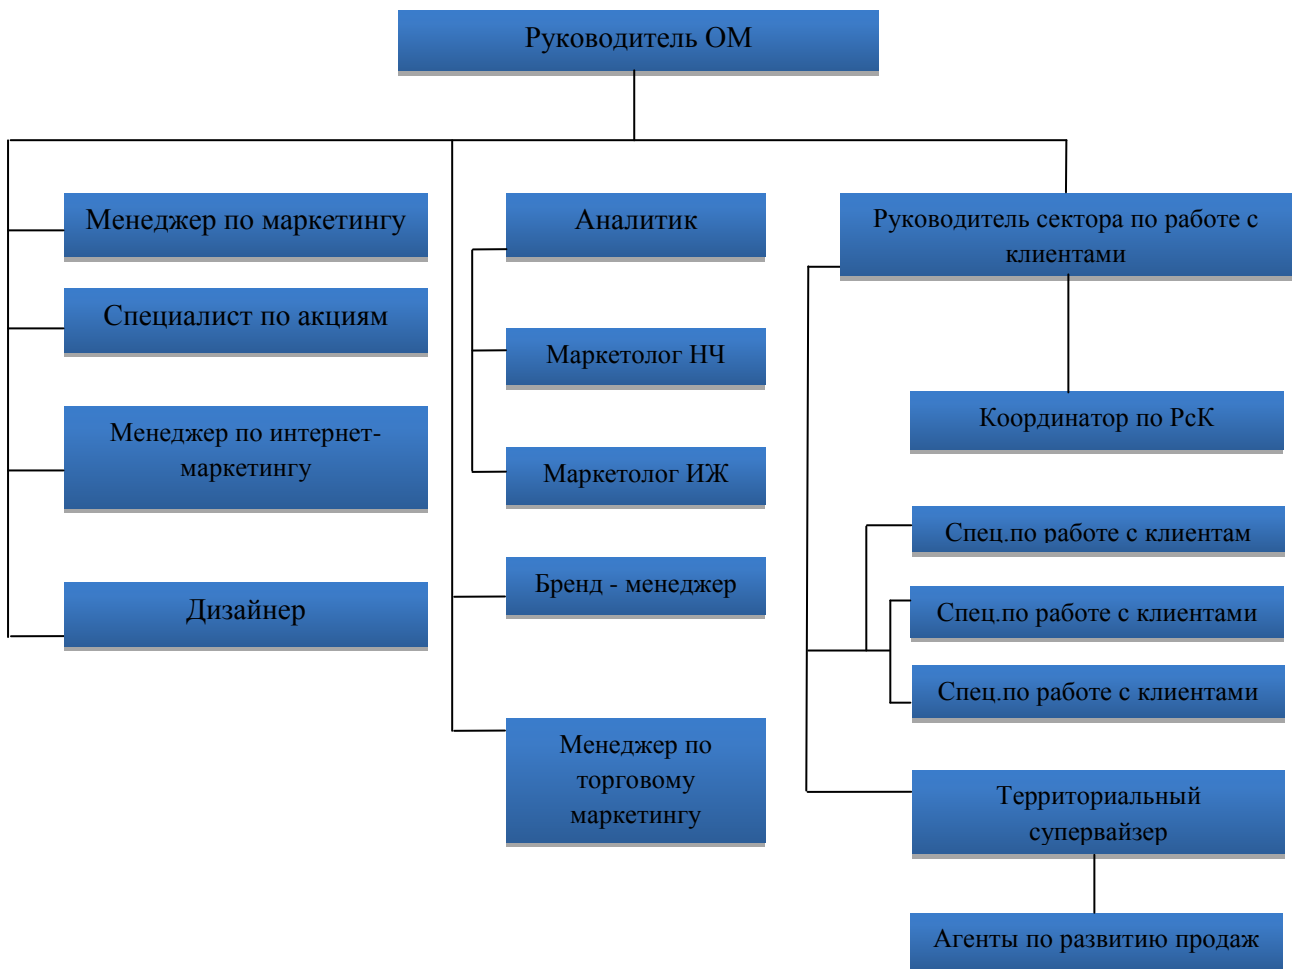 Руководитель ОМ
Менеджер по маркетингу
Специалист по акциям
Менеджер по интернет-
маркетингу
Дизайнер
Аналитик
Маркетолог НЧ
Маркетолог ИЖ
Бренд - менеджер
Менеджер по
торговому
маркетингу
Руководитель сектора по работе с
клиентами
Координатор по РсК
Спец.по работе с клиентам
Спец.по работе с клиентами
Спец.по работе с клиентами
Территориальный
супервайзер
Агенты по развитию продаж